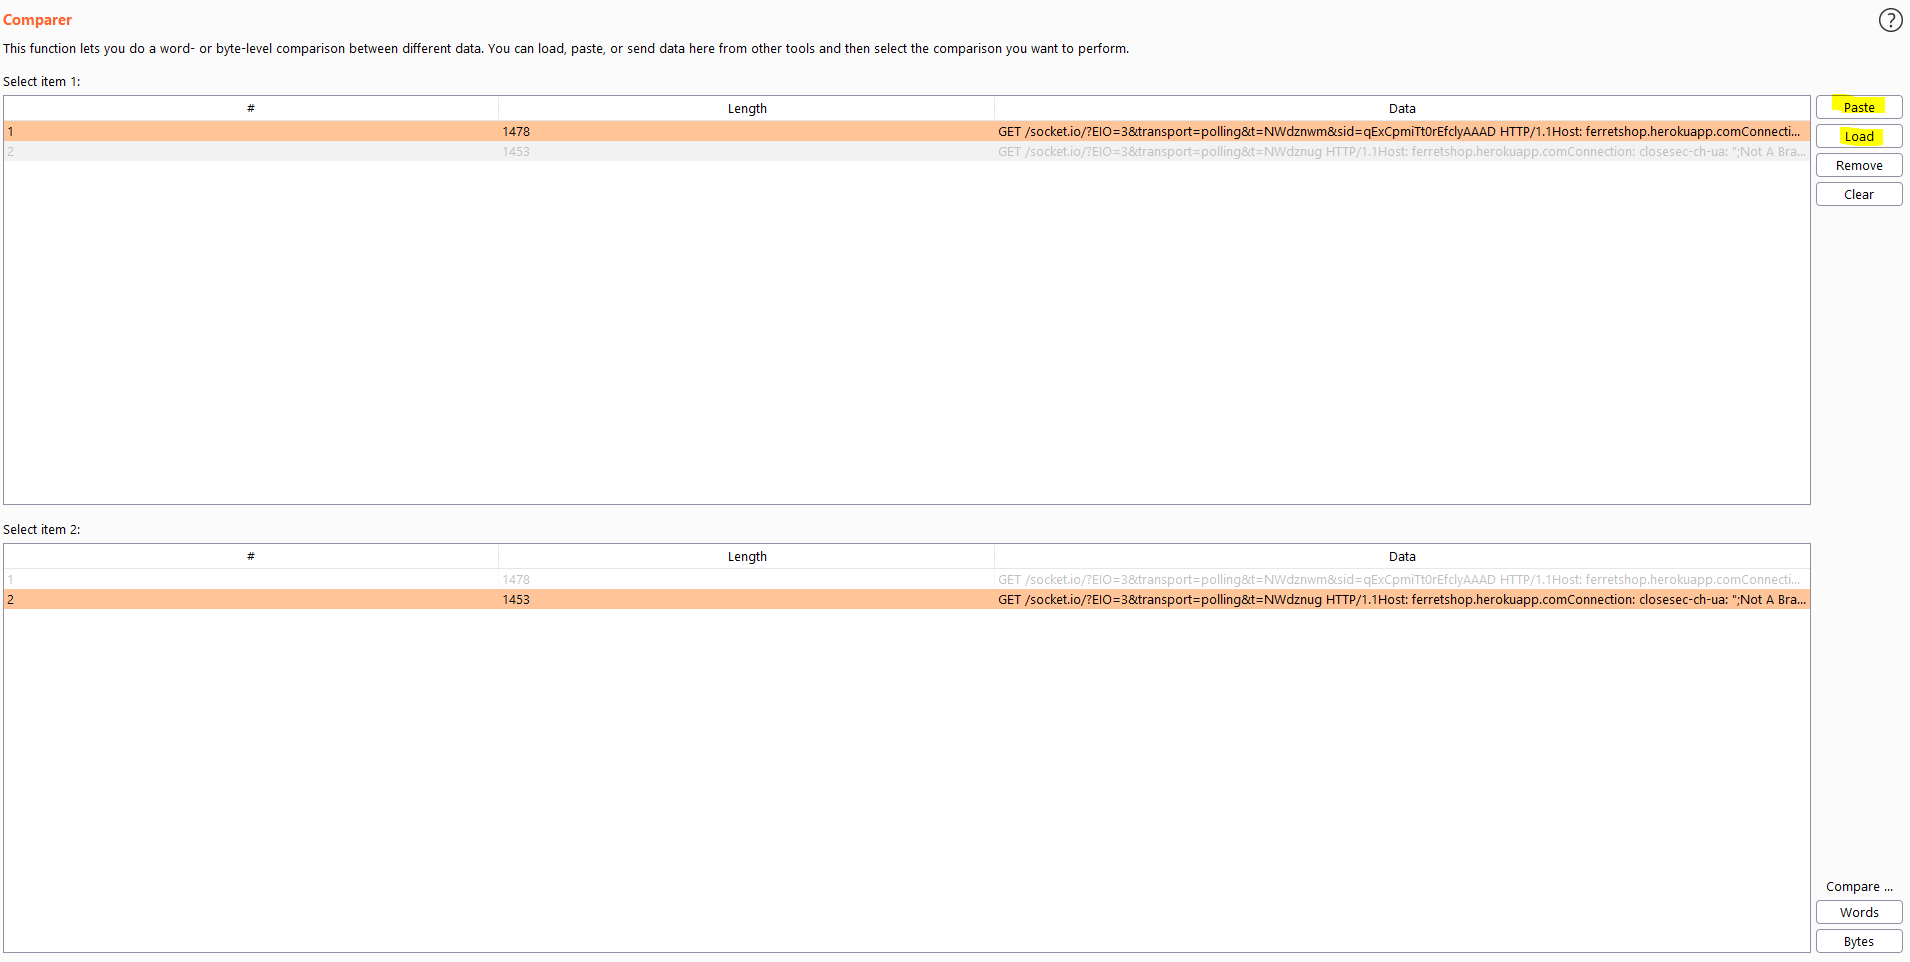 Comparer
?
This function lets you do a word- or byte-level comparison between different data. You can load, paste, or send data here from other tools and then select the comparison you want to perform.
Select item 1:
# Length Data
1 1478 GET /socket.io/?EIO=3&transport=polling&t=NWdznwm&sid=qExCpmiTt0rEfclyAAAD HTTP/1.1Host: ferretshop.herokuapp.comConnecti...
2 1453 GET /socket.io/?EIO=3&transport=polling&t=NWdznug HTTP/1.1Host: ferretshop.herokuapp.comConnection: closesec-ch-ua: ";Not A Bra...
Paste
Load
Remove
Clear
Select item 2:
# Length Data
1 1478 GET /socket.io/?EIO=3&transport=polling&t=NWdznwm&sid=qExCpmiTt0rEfclyAAAD HTTP/1.1Host: ferretshop.herokuapp.comConnecti...
2 1453 GET /socket.io/?EIO=3&transport=polling&t=NWdznug HTTP/1.1Host: ferretshop.herokuapp.comConnection: closesec-ch-ua: ";Not A Bra...
Compare ...
Words
Bytes